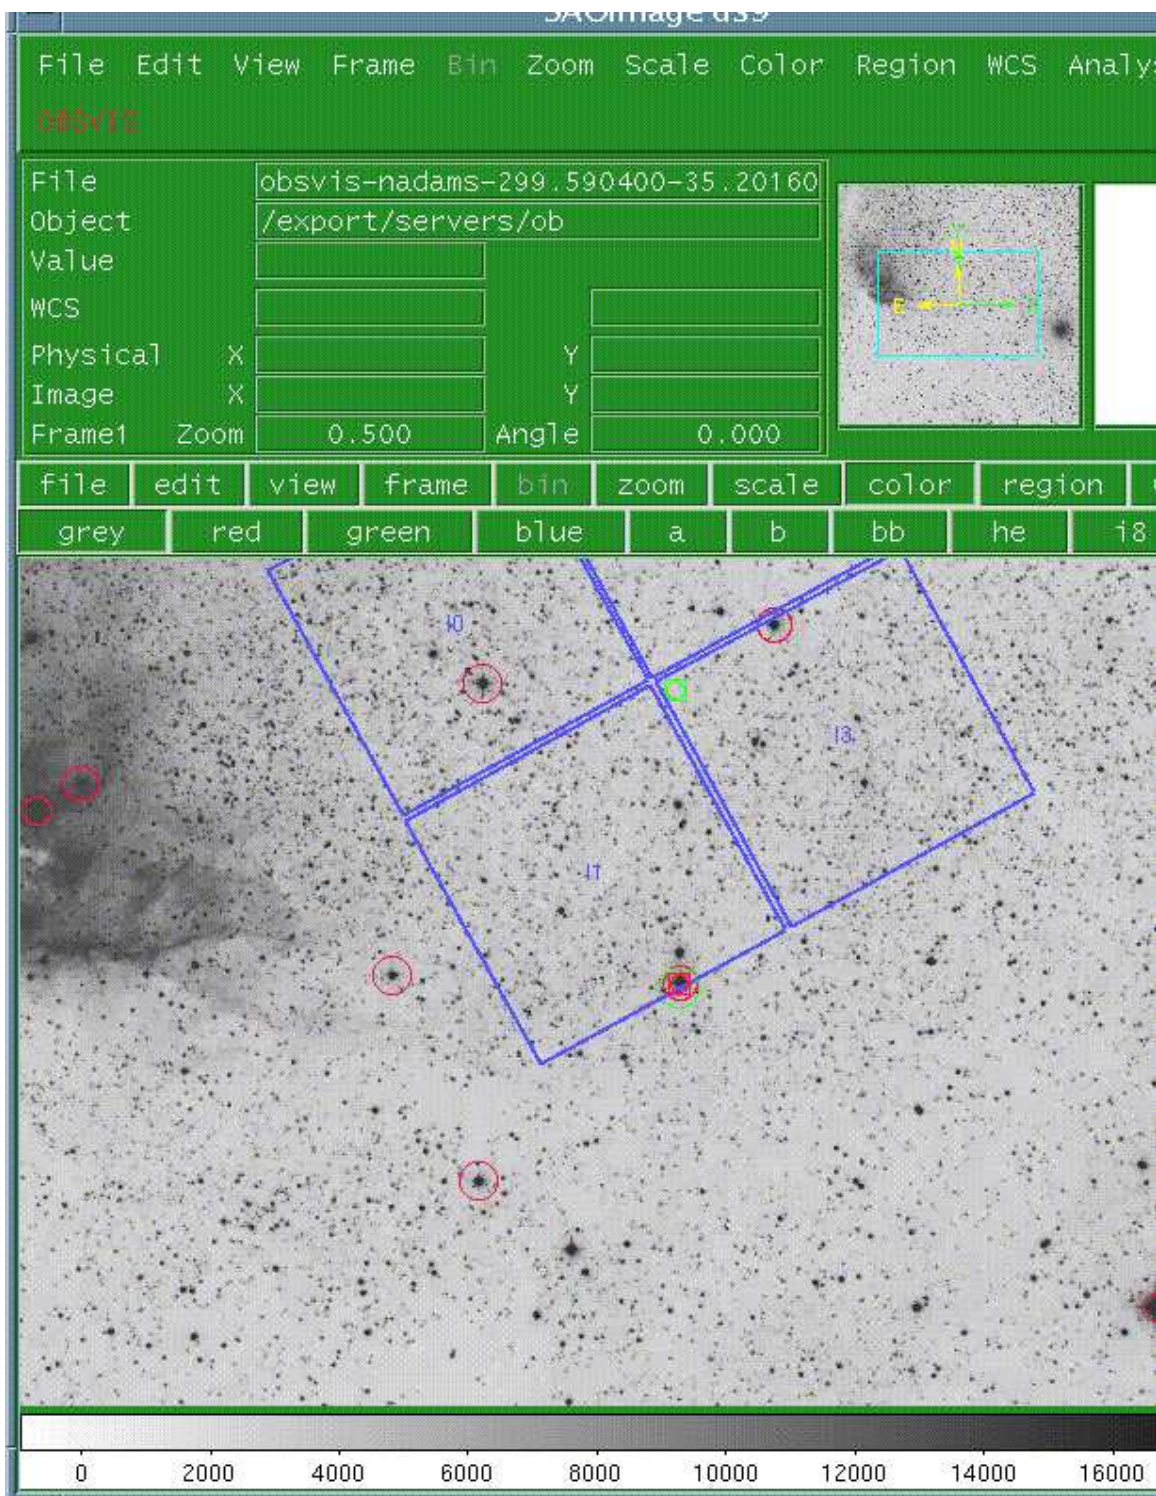 SAOImage ds9
File Edit View Frame Bin Zoom Scale Color Region WCS
OBSVIS
File obsvis-nadams-299.590400-35.20160
Object /export/servers/ob
Value
WCS
Physical X Y
Image X Y
Frame1 Zoom 0.500 Angle 0.000
N
E
file edit view frame bin zoom scale color region
grey red green blue a b bb he i8
I0
I3
I1
0 2000 4000 6000 8000 10000 12000 14000 16000